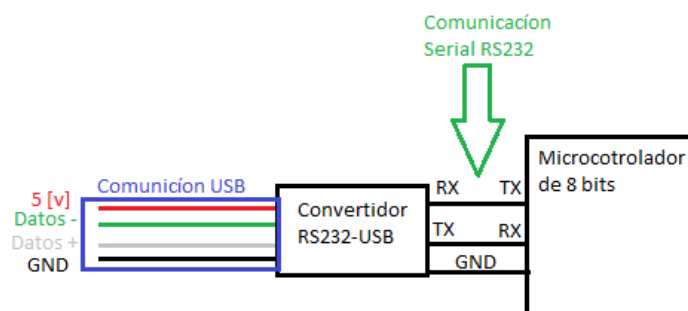 Comunicacíon
Serial RS232
Comunicíon USB
5 [v]
Datos -
Datos +
GND
Convertidor
RS232-USB
RX
TX
TX
RX
GND
Microcotrolador
de 8 bits